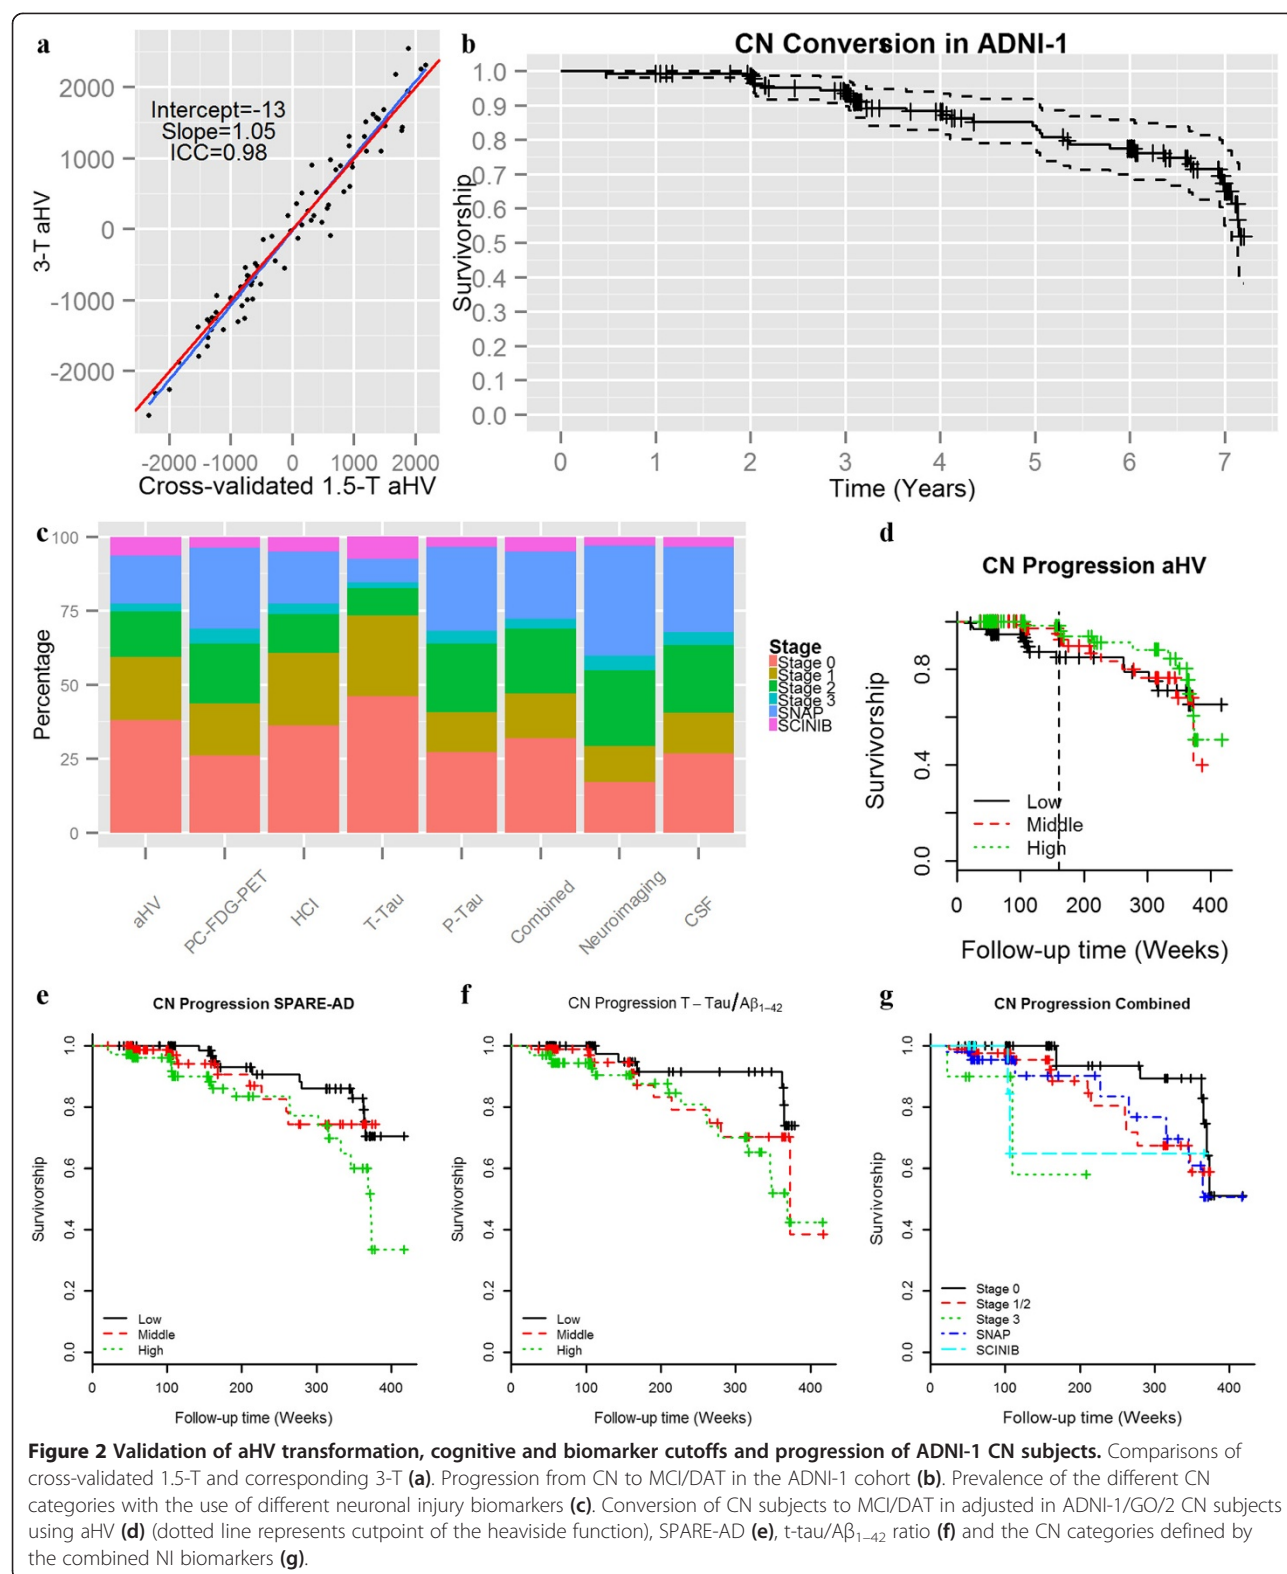 a
3-T aHV
2000
1000
0
-1000
-2000
Intercept=-13
Slope=1.05
ICC=0.98
-2000 -1000 0 1000 2000
Cross-validated 1.5-T aHV
b
CN Conversion in ADNI-1
Survivorship
1.0
0.9
0.8
0.7
0.6
0.5
0.4
0.3
0.2
0.1
0.0
0 1 2 3 4 5 6 7
Time (Years)
c
Percentage
100
75
50
25
0
aHV
PC-FDG-PET
HCI
T-Tau
P-Tau
Combined
Neuroimaging
CSF
Stage
Stage 0
Stage 1
Stage 2
Stage 3
SNAP
SCINIB
d
CN Progression aHV
Survivorship
0.8
0.4
0.0
Low
Middle
High
0 100 200 300 400
Follow-up time (Weeks)
e
CN Progression SPARE-AD
Survivorship
1.0
0.8
0.6
0.4
0.2
0.0
Low
Middle
High
0 100 200 300 400
Follow-up time (Weeks)
f
CN Progression T – Tau/Aβ1−42
Survivorship
1.0
0.8
0.6
0.4
0.2
0.0
Low
Middle
High
0 100 200 300 400
Follow-up time (Weeks)
g
CN Progression Combined
Survivorship
1.0
0.8
0.6
0.4
0.2
0.0
Stage 0
Stage 1/2
Stage 3
SNAP
SCINIB
0 100 200 300 400
Follow-up time (Weeks)
Figure 2 Validation of aHV transformation, cognitive and biomarker cutoffs and progression of ADNI-1 CN subjects. Comparisons of
cross-validated 1.5-T and corresponding 3-T (a). Progression from CN to MCI/DAT in the ADNI-1 cohort (b). Prevalence of the different CN
categories with the use of different neuronal injury biomarkers (c). Conversion of CN subjects to MCI/DAT in adjusted in ADNI-1/GO/2 CN subjects
using aHV (d) (dotted line represents cutpoint of the heaviside function), SPARE-AD (e), t-tau/Aβ1–42 ratio (f) and the CN categories defined by
the combined NI biomarkers (g).